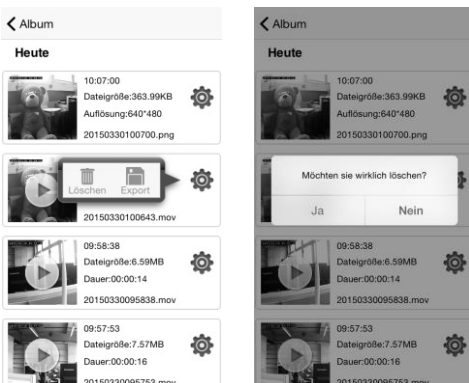 Album
Heute
10:07:00
Dateigröße:363.99KB
Auflösung:640*480
20150330100700.png
Löschen Export
20150330100643.mov
09:58:38
Dateigröße:6.59MB
Dauer:00:00:14
20150330095838.mov
09:57:53
Dateigröße:7.57MB
Dauer:00:00:16
20150330095753.mov
Album
Heute
10:07:00
Dateigröße:363.99KB
Auflösung:640*480
20150330100700.png
Möchten sie wirklich löschen?
Ja Nein
09:58:38
Dateigröße:6.59MB
Dauer:00:00:14
20150330095838.mov
09:57:53
Dateigröße:7.57MB
Dauer:00:00:16
20150330095753.mov